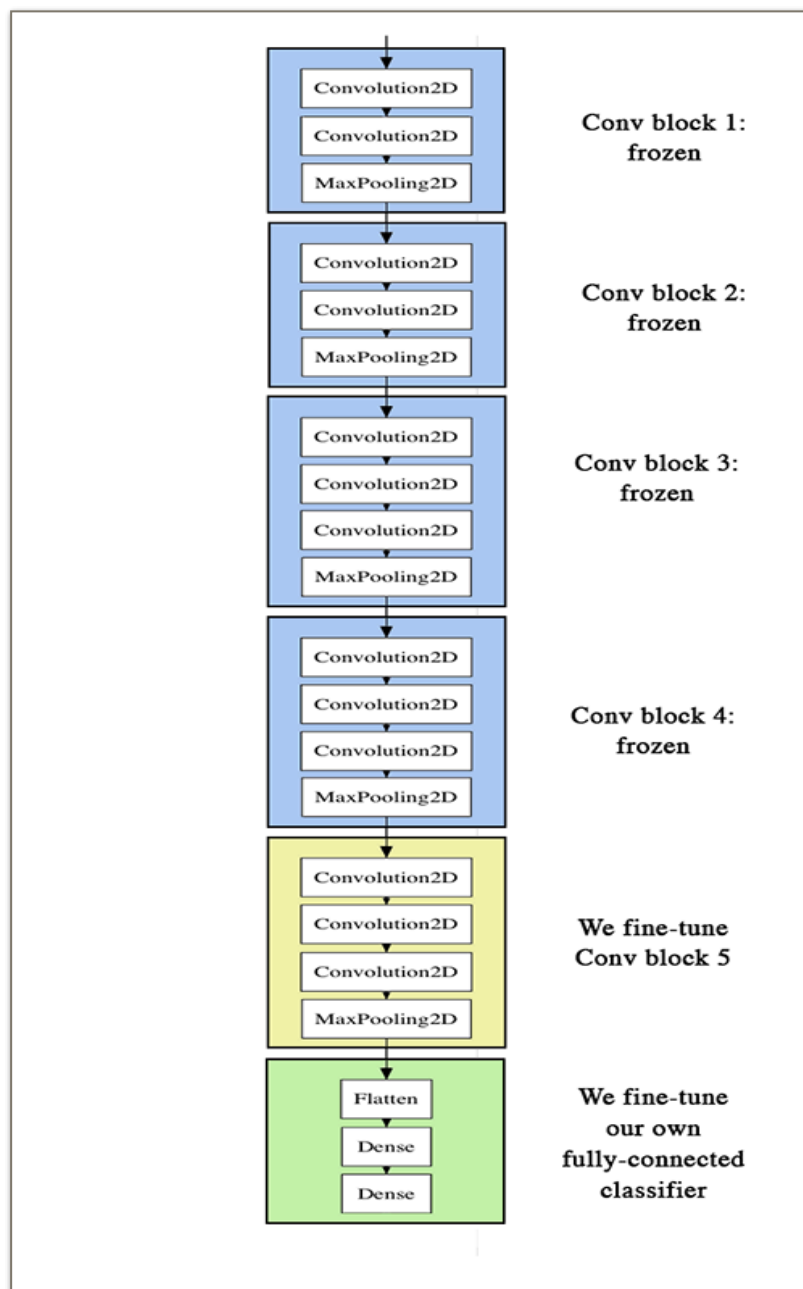 Convolution2D
Convolution2D
MaxPooling2D
Conv block 1:
frozen
Convolution2D
Convolution2D
MaxPooling2D
Conv block 2:
frozen
Convolution2D
Convolution2D
Convolution2D
MaxPooling2D
Conv block 3:
frozen
Convolution2D
Convolution2D
Convolution2D
MaxPooling2D
Conv block 4:
frozen
Convolution2D
Convolution2D
Convolution2D
MaxPooling2D
We fine-tune
Conv block 5
Flatten
Dense
Dense
We fine-tune
our own
fully-connected
classifier